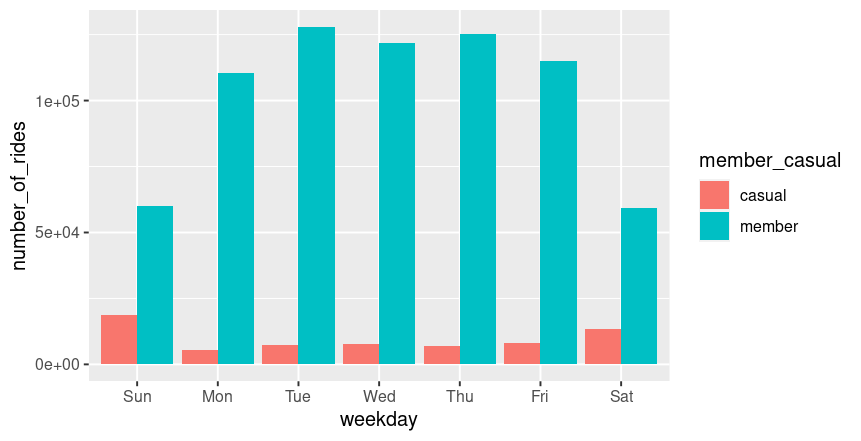 number_of_rides
1e+05
5e+04
0e+00
Sun Mon Tue Wed Thu Fri Sat
weekday
member_casual
casual
member